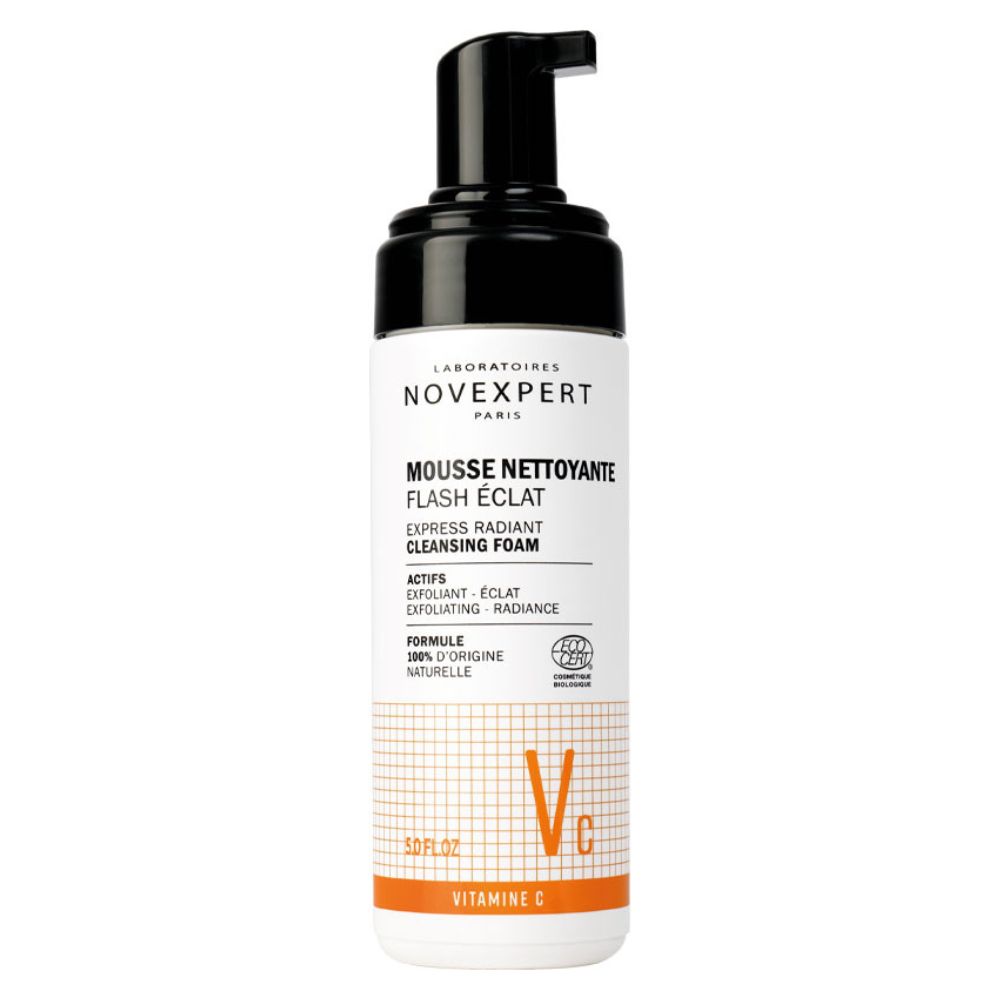 LABORATOIRES
NOVEXPERT
PARIS
MOUSSE NETTOYANTE
FLASH ÉCLAT
EXPRESS RADIANT
CLEANSING FOAM
ACTIFS
EXFOLIANT - ÉCLAT
EXFOLIATING - RADIANCE
FORMULE
100% D'ORIGINE
NATURELLE
ECO
CERT®
COSMÉTIQUE
BIOLOGIQUE
Vc
5.0 FL.OZ
VITAMINE C